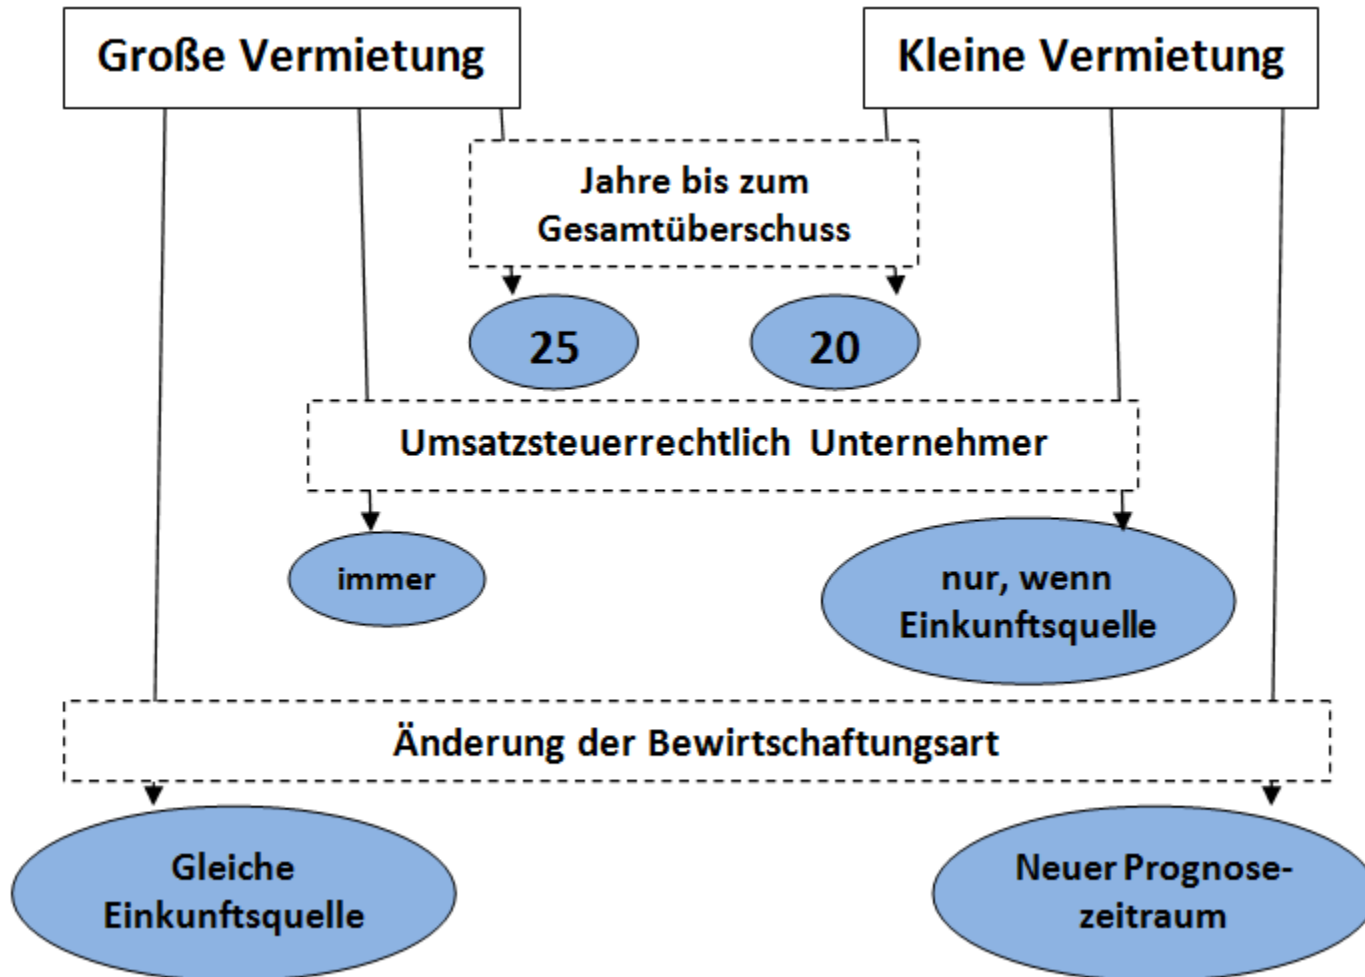 Große Vermietung
Kleine Vermietung
Jahre bis zum
Gesamtüberschuss
25
20
Umsatzsteuerrechtlich Unternehmer
immer
nur, wenn
Einkunftsquelle
Änderung der Bewirtschaftungsart
Gleiche
Einkunftsquelle
Neuer Prognose-
zeitraum